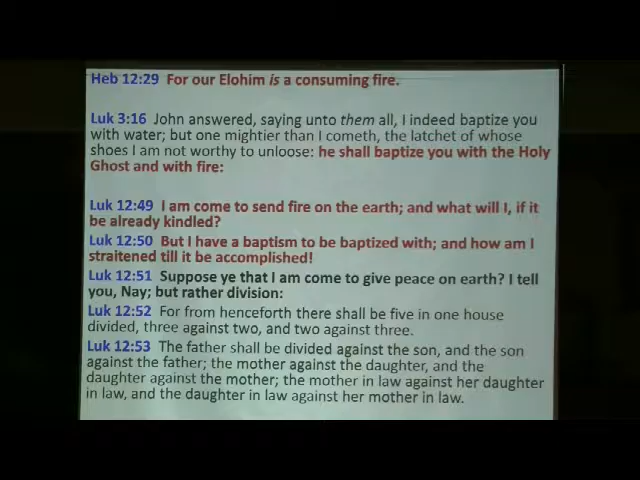 Heb 12:29 For our Elohim is a consuming fire.
Luk 3:16 John answered, saying unto them all, I indeed baptize you
with water; but one mightier than I cometh, the latchet of whose
shoes I am not worthy to unloose: he shall baptize you with the Holy
Ghost and with fire:
Luk 12:49 I am come to send fire on the earth; and what will I, if it
be already kindled?
Luk 12:50 But I have a baptism to be baptized with; and how am I
straitened till it be accomplished!
Luk 12:51 Suppose ye that I am come to give peace on earth? I tell
you, Nay; but rather division:
Luk 12:52 For from henceforth there shall be five in one house
divided, three against two, and two against three.
Luk 12:53 The father shall be divided against the son, and the son
against the father; the mother against the daughter, and the
daughter against the mother; the mother in law against her daughter
in law, and the daughter in law against her mother in law.